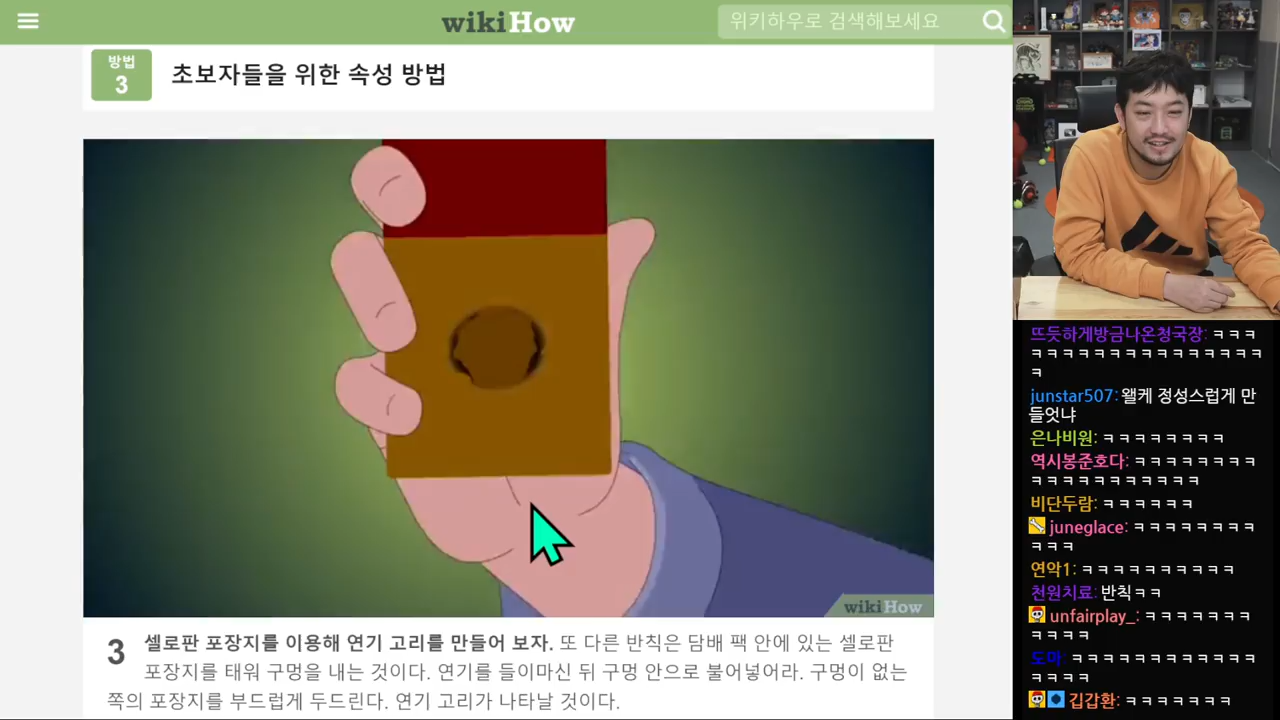 wikiHow
위키하우로 검색해보세요
방법
3
초보자들을 위한 속성 방법
wikiHow
3 셀로판 포장지를 이용해 연기 고리를 만들어 보자. 또 다른 반칙은 담배 팩 안에 있는 셀로판
포장지를 태워 구멍을 내는 것이다. 연기를 들이마신 뒤 구멍 안으로 불어넣어라. 구멍이 없는
쪽의 포장지를 부드럽게 두드린다. 연기 고리가 나타날 것이다.
뜨듯하게방금나온청국장: ㅋㅋㅋ
ㅋㅋㅋㅋㅋㅋㅋㅋㅋㅋㅋㅋㅋㅋㅋ
ㅋ
junstar507: 왤케 정성스럽게 만
들엇냐
은나비원: ㅋㅋㅋㅋㅋㅋㅋㅋ
역시봉준호다: ㅋㅋㅋㅋㅋㅋㅋㅋ
ㅋㅋㅋㅋㅋㅋㅋㅋㅋㅋㅋ
비단두람: ㅋㅋㅋㅋㅋㅋ
juneglace: ㅋㅋㅋㅋㅋㅋㅋㅋ
ㅋㅋㅋ
연악1: ㅋㅋㅋㅋㅋㅋㅋㅋㅋㅋ
천원치료: 반칙ㅋㅋ
unfairplay_: ㅋㅋㅋㅋㅋㅋㅋ
ㅋㅋㅋㅋ
도마: ㅋㅋㅋㅋㅋㅋㅋㅋㅋㅋㅋㅋ
ㅋㅋㅋㅋ
김갑환: ㅋㅋㅋㅋㅋㅋㅋ